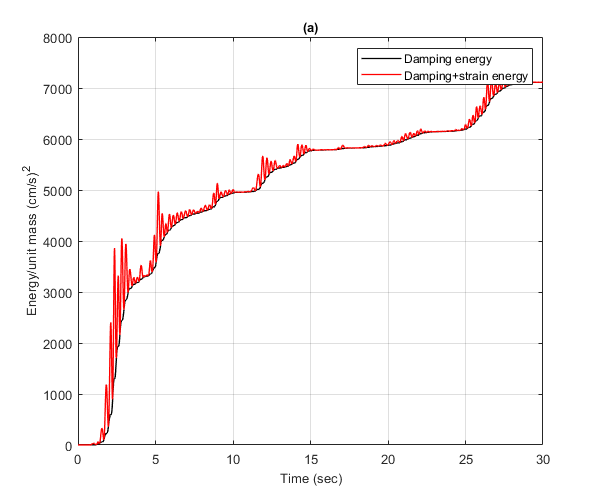 (a)
Damping energy
Damping+strain energy
8000
7000
6000
5000
4000
3000
2000
1000
0
Energy/unit mass (cm/s)2
0 5 10 15 20 25 30
Time (sec)